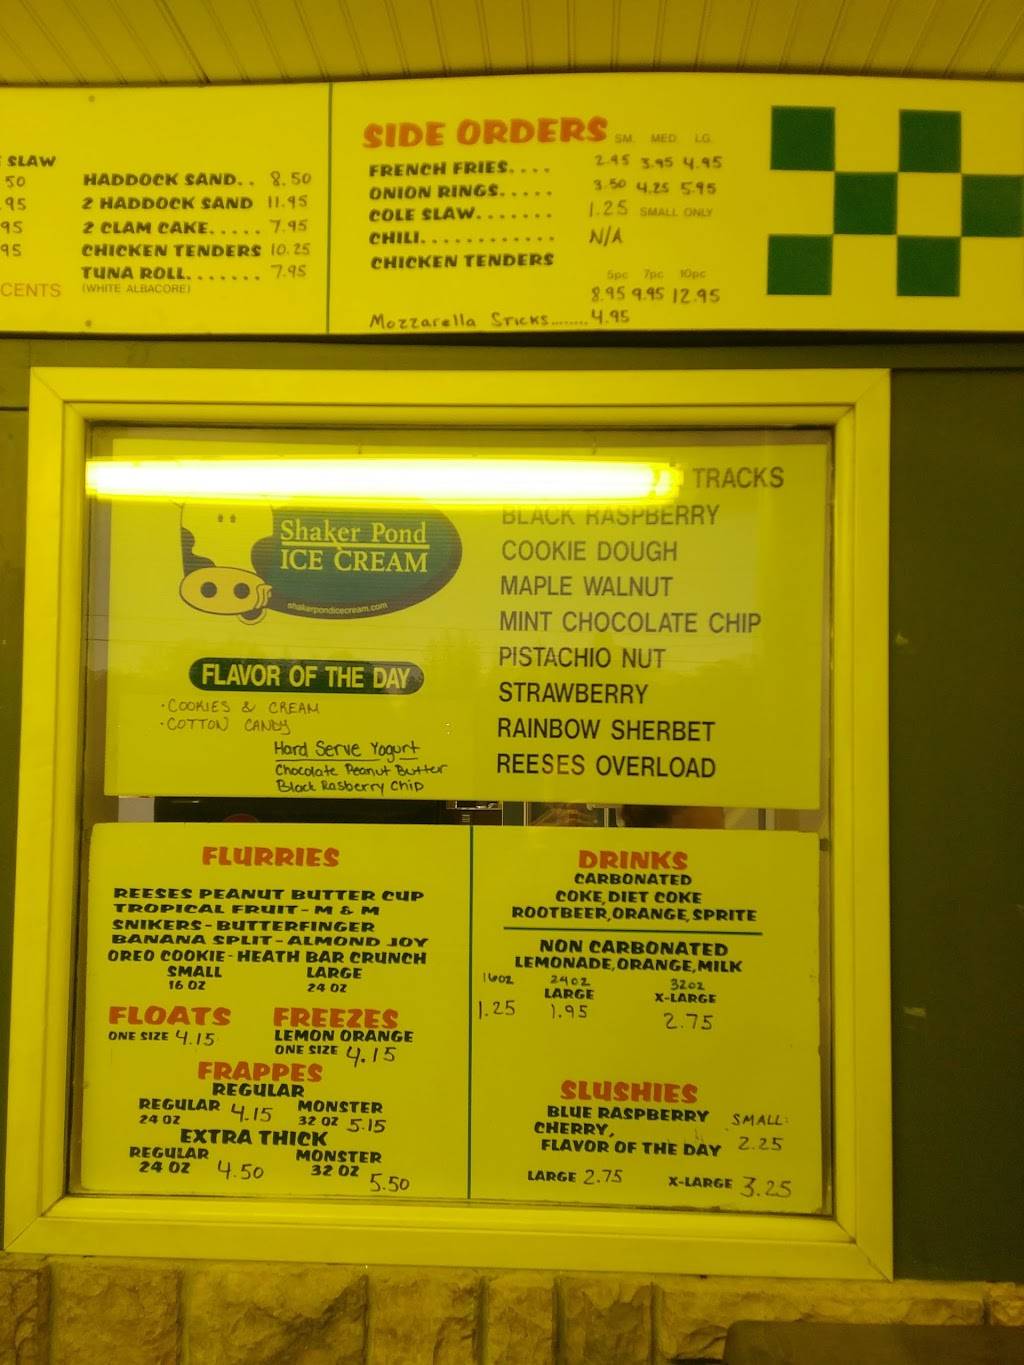 SLAW
50
.95
95
95
CENTS
HADDOCK SAND.. 8.50
2 HADDOCK SAND 11.95
2 CLAM CAKE..... 7.95
CHICKEN TENDERS 10.25
TUNA ROLL....... 7.95
(WHITE ALBACORE)
SIDE ORDERS SM. MED. LG.
FRENCH FRIES.... 2.95 3.95 4.95
ONION RINGS..... 3.50 4.25 5.95
COLE SLAW....... 1.25 SMALL ONLY
CHILI............ N/A
CHICKEN TENDERS
5pc 7pc 10pc
8.95 9.95 12.95
Mozzarella Sticks........ 4.95
TRACKS
BLACK RASPBERRY
COOKIE DOUGH
MAPLE WALNUT
MINT CHOCOLATE CHIP
PISTACHIO NUT
STRAWBERRY
RAINBOW SHERBET
REESES OVERLOAD
Shaker Pond
ICE CREAM
shakerpondicecream.com
FLAVOR OF THE DAY
· COOKIES & CREAM
· COTTON CANDY
Hard Serve Yogurt
Chocolate Peanut Butter
Black Rasberry Chip
FLURRIES
REESES PEANUT BUTTER CUP
TROPICAL FRUIT - M & M
SNIKERS - BUTTERFINGER
BANANA SPLIT - ALMOND JOY
OREO COOKIE - HEATH BAR CRUNCH
SMALL LARGE
16 OZ 24 OZ
FLOATS FREEZES
ONE SIZE 4.15 LEMON ORANGE
ONE SIZE 4.15
FRAPPES
REGULAR
REGULAR 4.15 MONSTER
24 OZ 32 OZ 5.15
EXTRA THICK
REGULAR MONSTER
24 OZ 4.50 32 OZ 5.50
DRINKS
CARBONATED
COKE, DIET COKE
ROOTBEER, ORANGE, SPRITE
NON CARBONATED
LEMONADE, ORANGE, MILK
16oz 24oz 32oz
LARGE X-LARGE
1.25 1.95 2.75
SLUSHIES
BLUE RASPBERRY SMALL:
CHERRY,
FLAVOR OF THE DAY 2.25
LARGE 2.75 X-LARGE 3.25